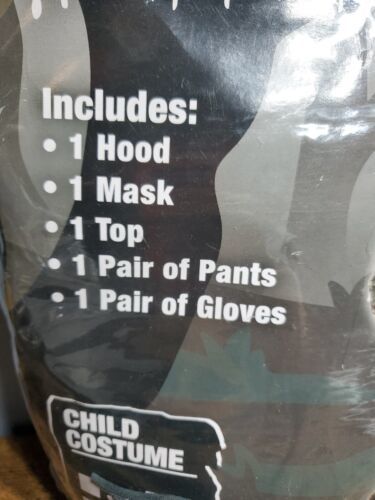 Includes:
• 1 Hood
• 1 Mask
• 1 Top
• 1 Pair of Pants
• 1 Pair of Gloves
CHILD
COSTUME